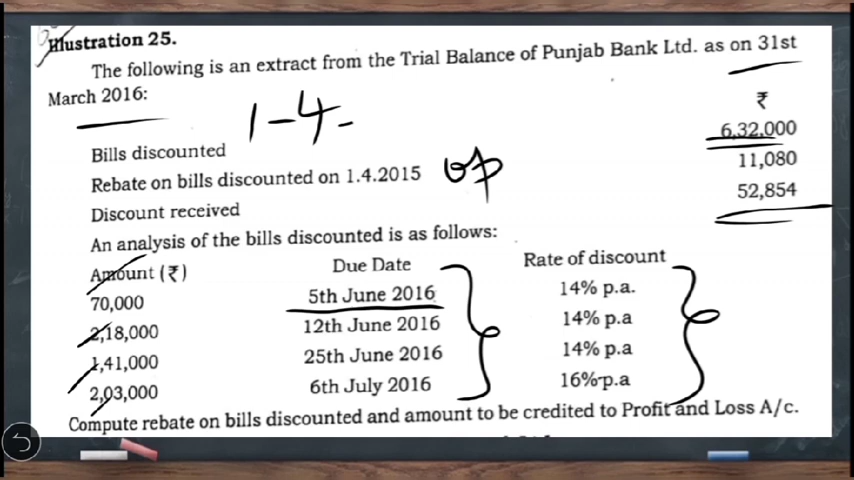 Illustration 25.
The following is an extract from the Trial Balance of Punjab Bank Ltd. as on 31st
March 2016:
1-4-
₹
Bills discounted 6,32,000
Rebate on bills discounted on 1.4.2015 op 11,080
Discount received 52,854
An analysis of the bills discounted is as follows:
Amount (₹) Due Date Rate of discount
70,000 5th June 2016 14% p.a.
2,18,000 12th June 2016 14% p.a
1,41,000 25th June 2016 14% p.a
2,03,000 6th July 2016 16% p.a
Compute rebate on bills discounted and amount to be credited to Profit and Loss A/c.